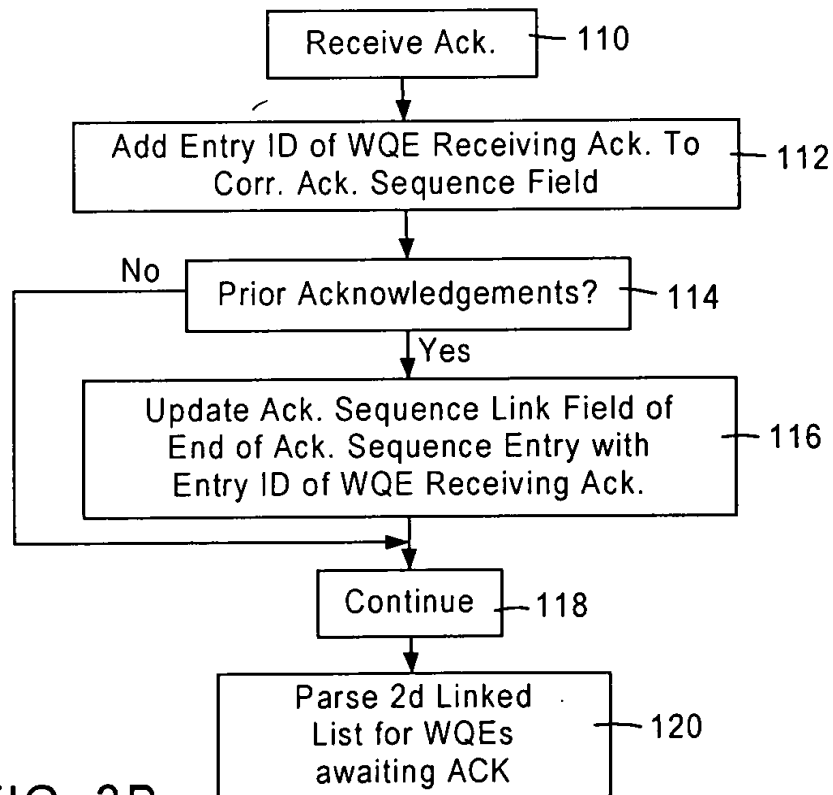 Receive Ack.
110
Add Entry ID of WQE Receiving Ack. To
Corr. Ack. Sequence Field
112
No
Prior Acknowledgements?
114
Yes
Update Ack. Sequence Link Field of
End of Ack. Sequence Entry with
Entry ID of WQE Receiving Ack.
116
Continue
118
Parse 2d Linked
List for WQEs
awaiting ACK
120